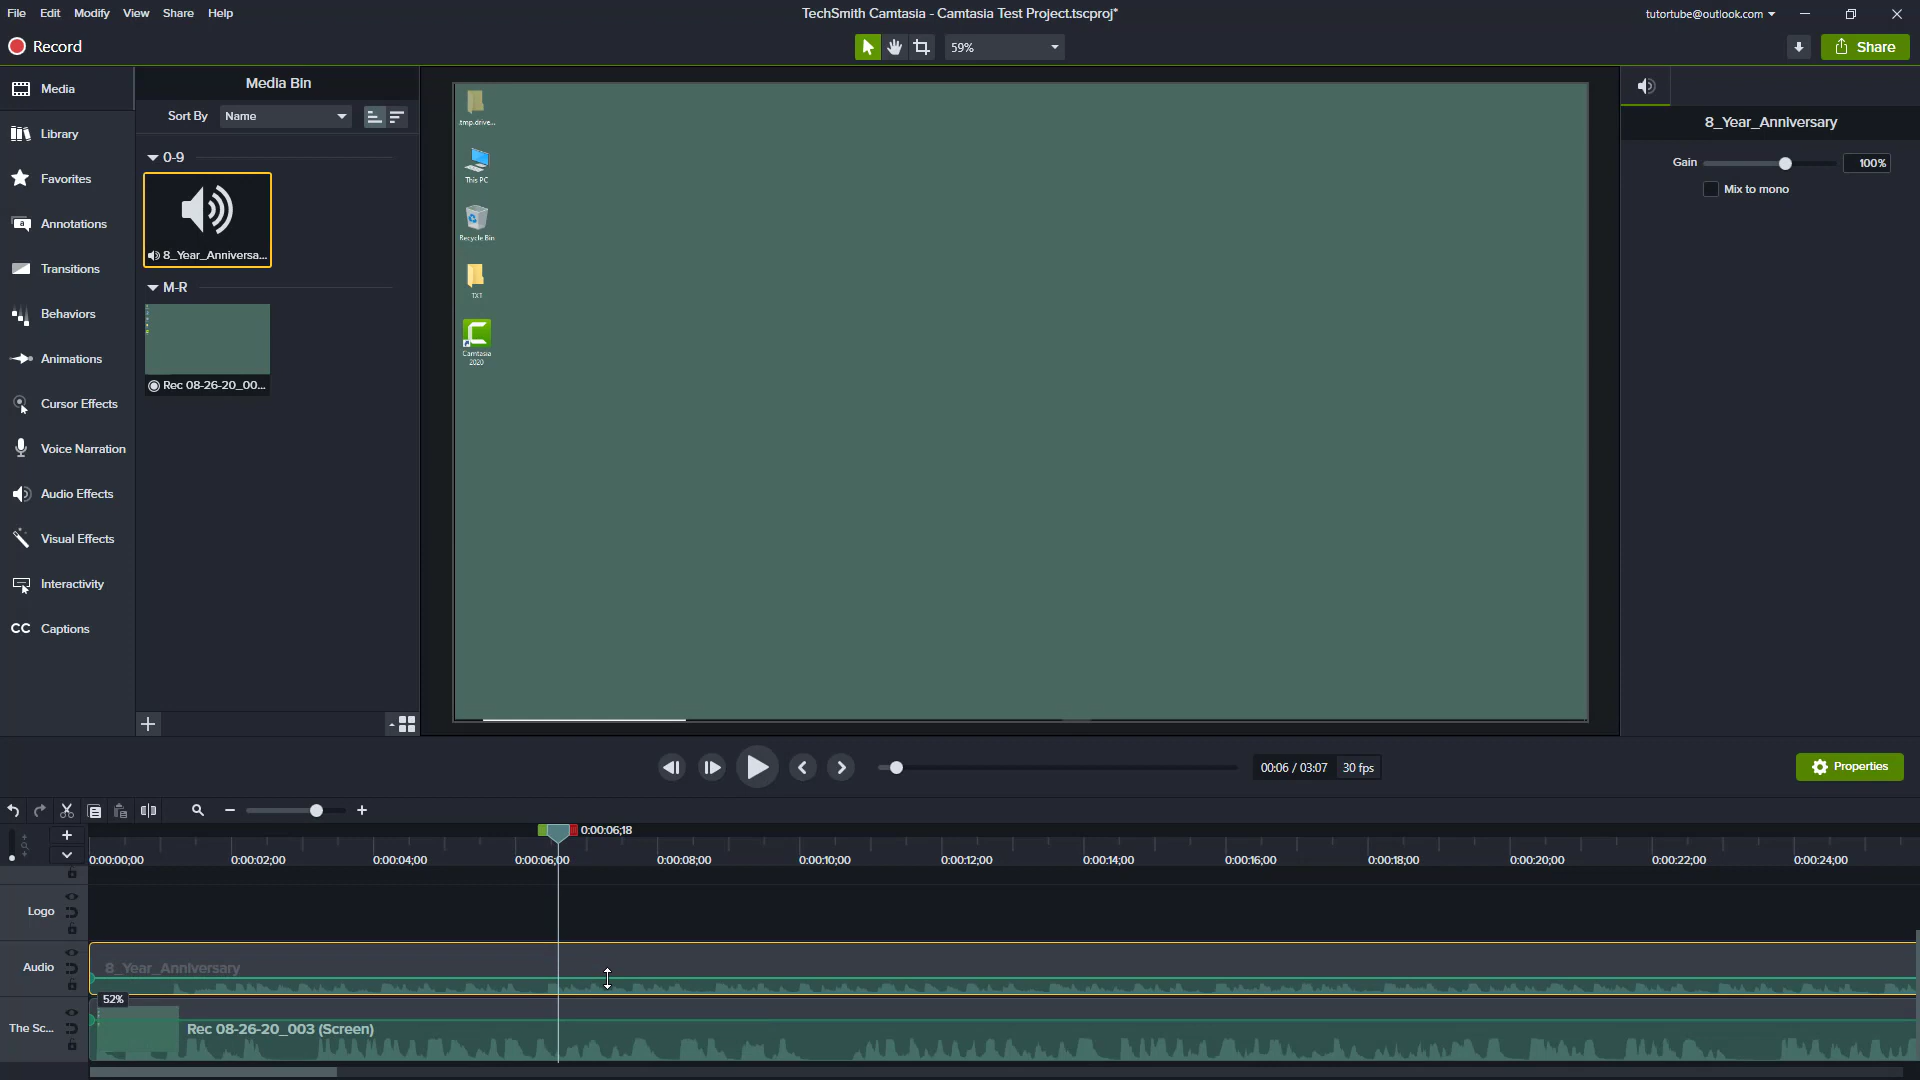 File Edit Modify View Share Help
TechSmith Camtasia - Camtasia Test Project.tscproj*
tutortube@outlook.com
Record
59%
Share
Media
Library
Favorites
Annotations
Transitions
Behaviors
Animations
Cursor Effects
Voice Narration
Audio Effects
Visual Effects
Interactivity
CC Captions
Media Bin
Sort By Name
0-9
8_Year_Anniversa...
M-R
Rec 08-26-20_00...
.tmp.drive...
This PC
Recycle Bin
TXT
Camtasia
2020
8_Year_Anniversary
Gain 100%
Mix to mono
00:06 / 03:07 30 fps
Properties
0:00:06;18
0:00:00;00 0:00:02;00 0:00:04;00 0:00:06;00 0:00:08;00 0:00:10;00 0:00:12;00 0:00:14;00 0:00:16;00 0:00:18;00 0:00:20;00 0:00:22;00 0:00:24;00
Logo
Audio
8_Year_Anniversary
52%
The Sc...
Rec 08-26-20_003 (Screen)